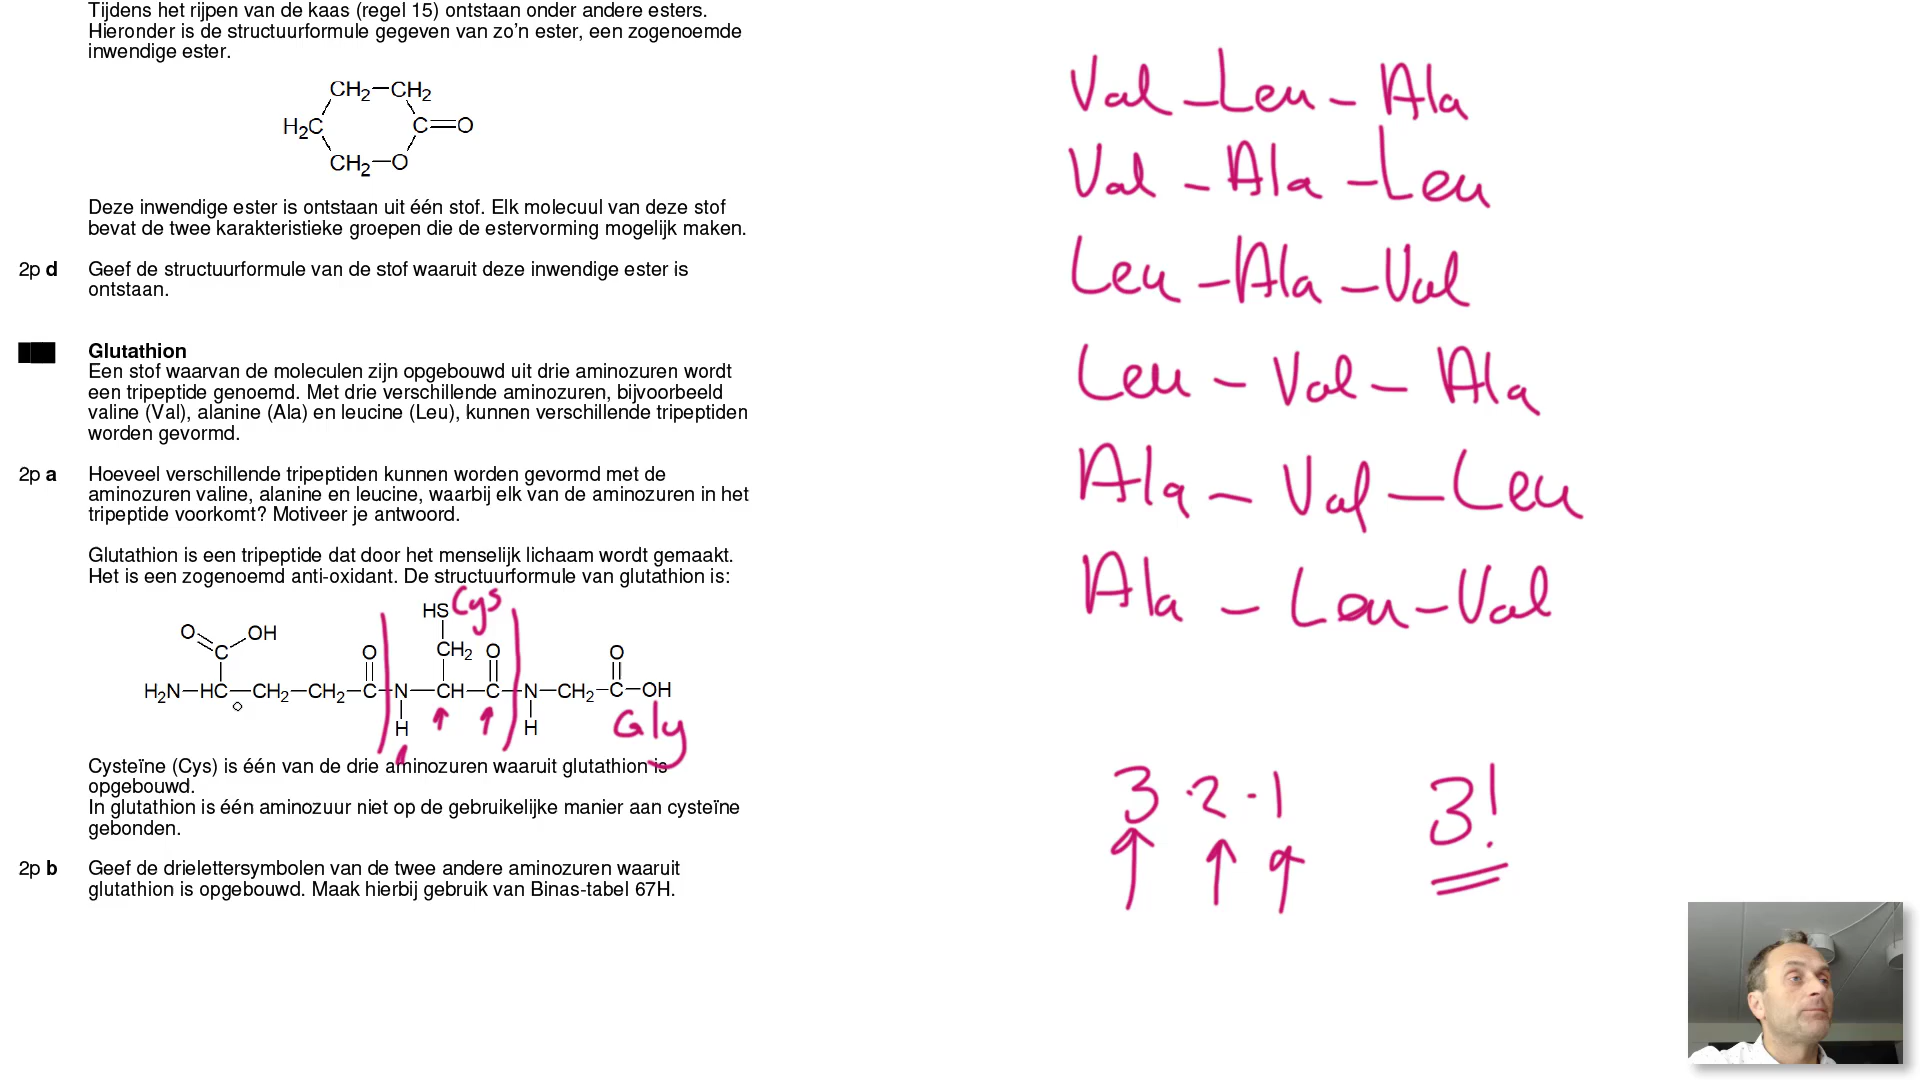 Tijdens het rijpen van de kaas (regel 15) ontstaan onder andere esters.
Hieronder is de structuurformule gegeven van zo'n ester, een zogenoemde
inwendige ester.
CH2—CH2
H2C C=O
CH2—O
Deze inwendige ester is ontstaan uit één stof. Elk molecuul van deze stof
bevat de twee karakteristieke groepen die de estervorming mogelijk maken.
2p d Geef de structuurformule van de stof waaruit deze inwendige ester is
ontstaan.
Glutathion
Een stof waarvan de moleculen zijn opgebouwd uit drie aminozuren wordt
een tripeptide genoemd. Met drie verschillende aminozuren, bijvoorbeeld
valine (Val), alanine (Ala) en leucine (Leu), kunnen verschillende tripeptiden
worden gevormd.
2p a Hoeveel verschillende tripeptiden kunnen worden gevormd met de
aminozuren valine, alanine en leucine, waarbij elk van de aminozuren in het
tripeptide voorkomt? Motiveer je antwoord.
Glutathion is een tripeptide dat door het menselijk lichaam wordt gemaakt.
Het is een zogenoemd anti-oxidant. De structuurformule van glutathion is:
HS Cys
O OH
C O CH2 O O
H2N—HC—CH2—CH2—C—N—CH—C—N—CH2—C—OH
H H Gly
Cysteïne (Cys) is één van de drie aminozuren waaruit glutathion is
opgebouwd.
In glutathion is één aminozuur niet op de gebruikelijke manier aan cysteïne
gebonden.
2p b Geef de drielettersymbolen van de twee andere aminozuren waaruit
glutathion is opgebouwd. Maak hierbij gebruik van Binas-tabel 67H.
Val – Leu – Ala
Val – Ala – Leu
Leu – Ala – Val
Leu – Val – Ala
Ala – Val – Leu
Ala – Leu – Val
3 · 2 · 1 3!